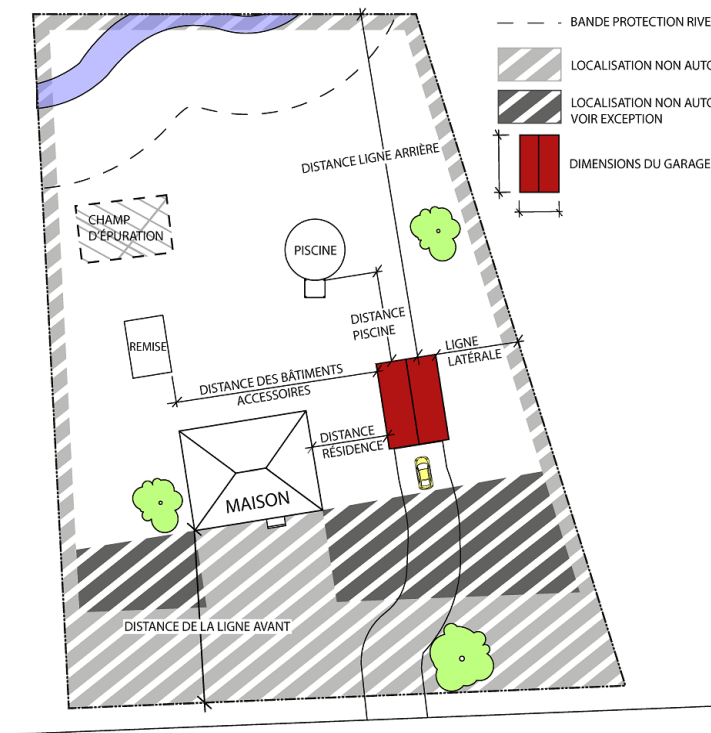 BANDE PROTECTION RIVE
LOCALISATION NON AUTO
LOCALISATION NON AUTO
VOIR EXCEPTION
DIMENSIONS DU GARAGE
DISTANCE LIGNE ARRIÈRE
CHAMP
D'ÉPURATION
PISCINE
DISTANCE
PISCINE
LIGNE
LATÉRALE
REMISE
DISTANCE DES BÂTIMENTS
ACCESSOIRES
DISTANCE
RÉSIDENCE
MAISON
DISTANCE DE LA LIGNE AVANT